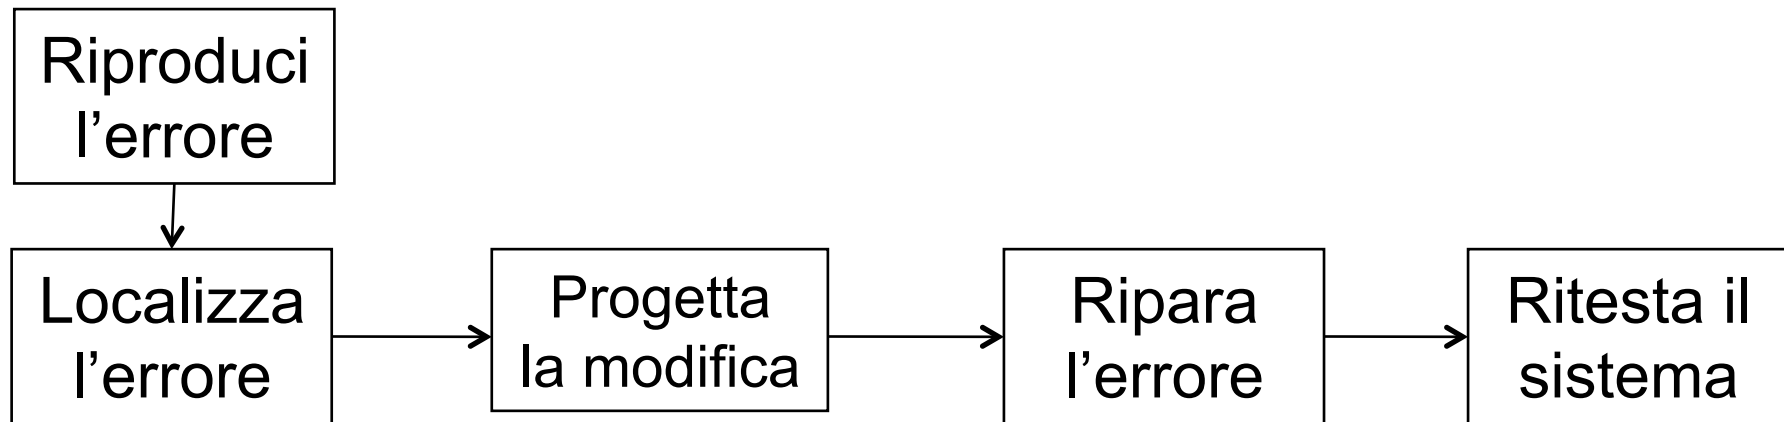 Riproduci
l’errore
Localizza
l’errore
Progetta
la modifica
Ripara
l’errore
Ritesta il
sistema